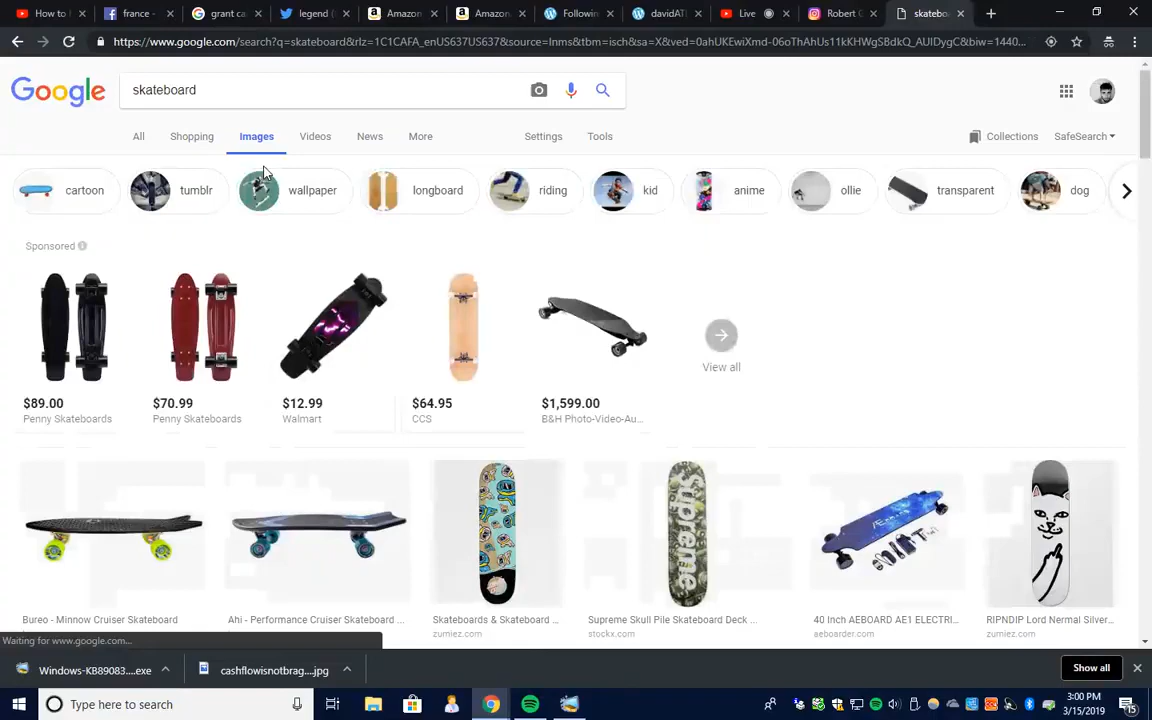 How to
france -
grant ca
legend (
Amazon
Amazon
Followin
davidAT
Live
Robert G
skatebo
https://www.google.com/search?q=skateboard&rlz=1C1CAFA_enUS637US637&source=lnms&tbm=isch&sa=X&ved=0ahUKEwiXmd-06oThAhUs11kKHWgSBdkQ_AUIDygC&biw=1440...
Google
skateboard
All Shopping Images Videos News More Settings Tools Collections SafeSearch
cartoon tumblr wallpaper longboard riding kid anime ollie transparent dog
Sponsored
View all
$89.00 $70.99 $12.99 $64.95 $1,599.00
Penny Skateboards Penny Skateboards Walmart CCS B&H Photo-Video-Au...
Supreme
Bureo - Minnow Cruiser Skateboard Ahi - Performance Cruiser Skateboard ... Skateboards & Skateboard ... Supreme Skull Pile Skateboard Deck ... 40 Inch AEBOARD AE1 ELECTRI... RIPNDIP Lord Nermal Silver...
zumiez.com stockx.com aeboarder.com zumiez.com
Waiting for www.google.com...
Windows-KB89083....exe cashflowisnotbrag....jpg Show all
Type here to search
3:00 PM
3/15/2019
15